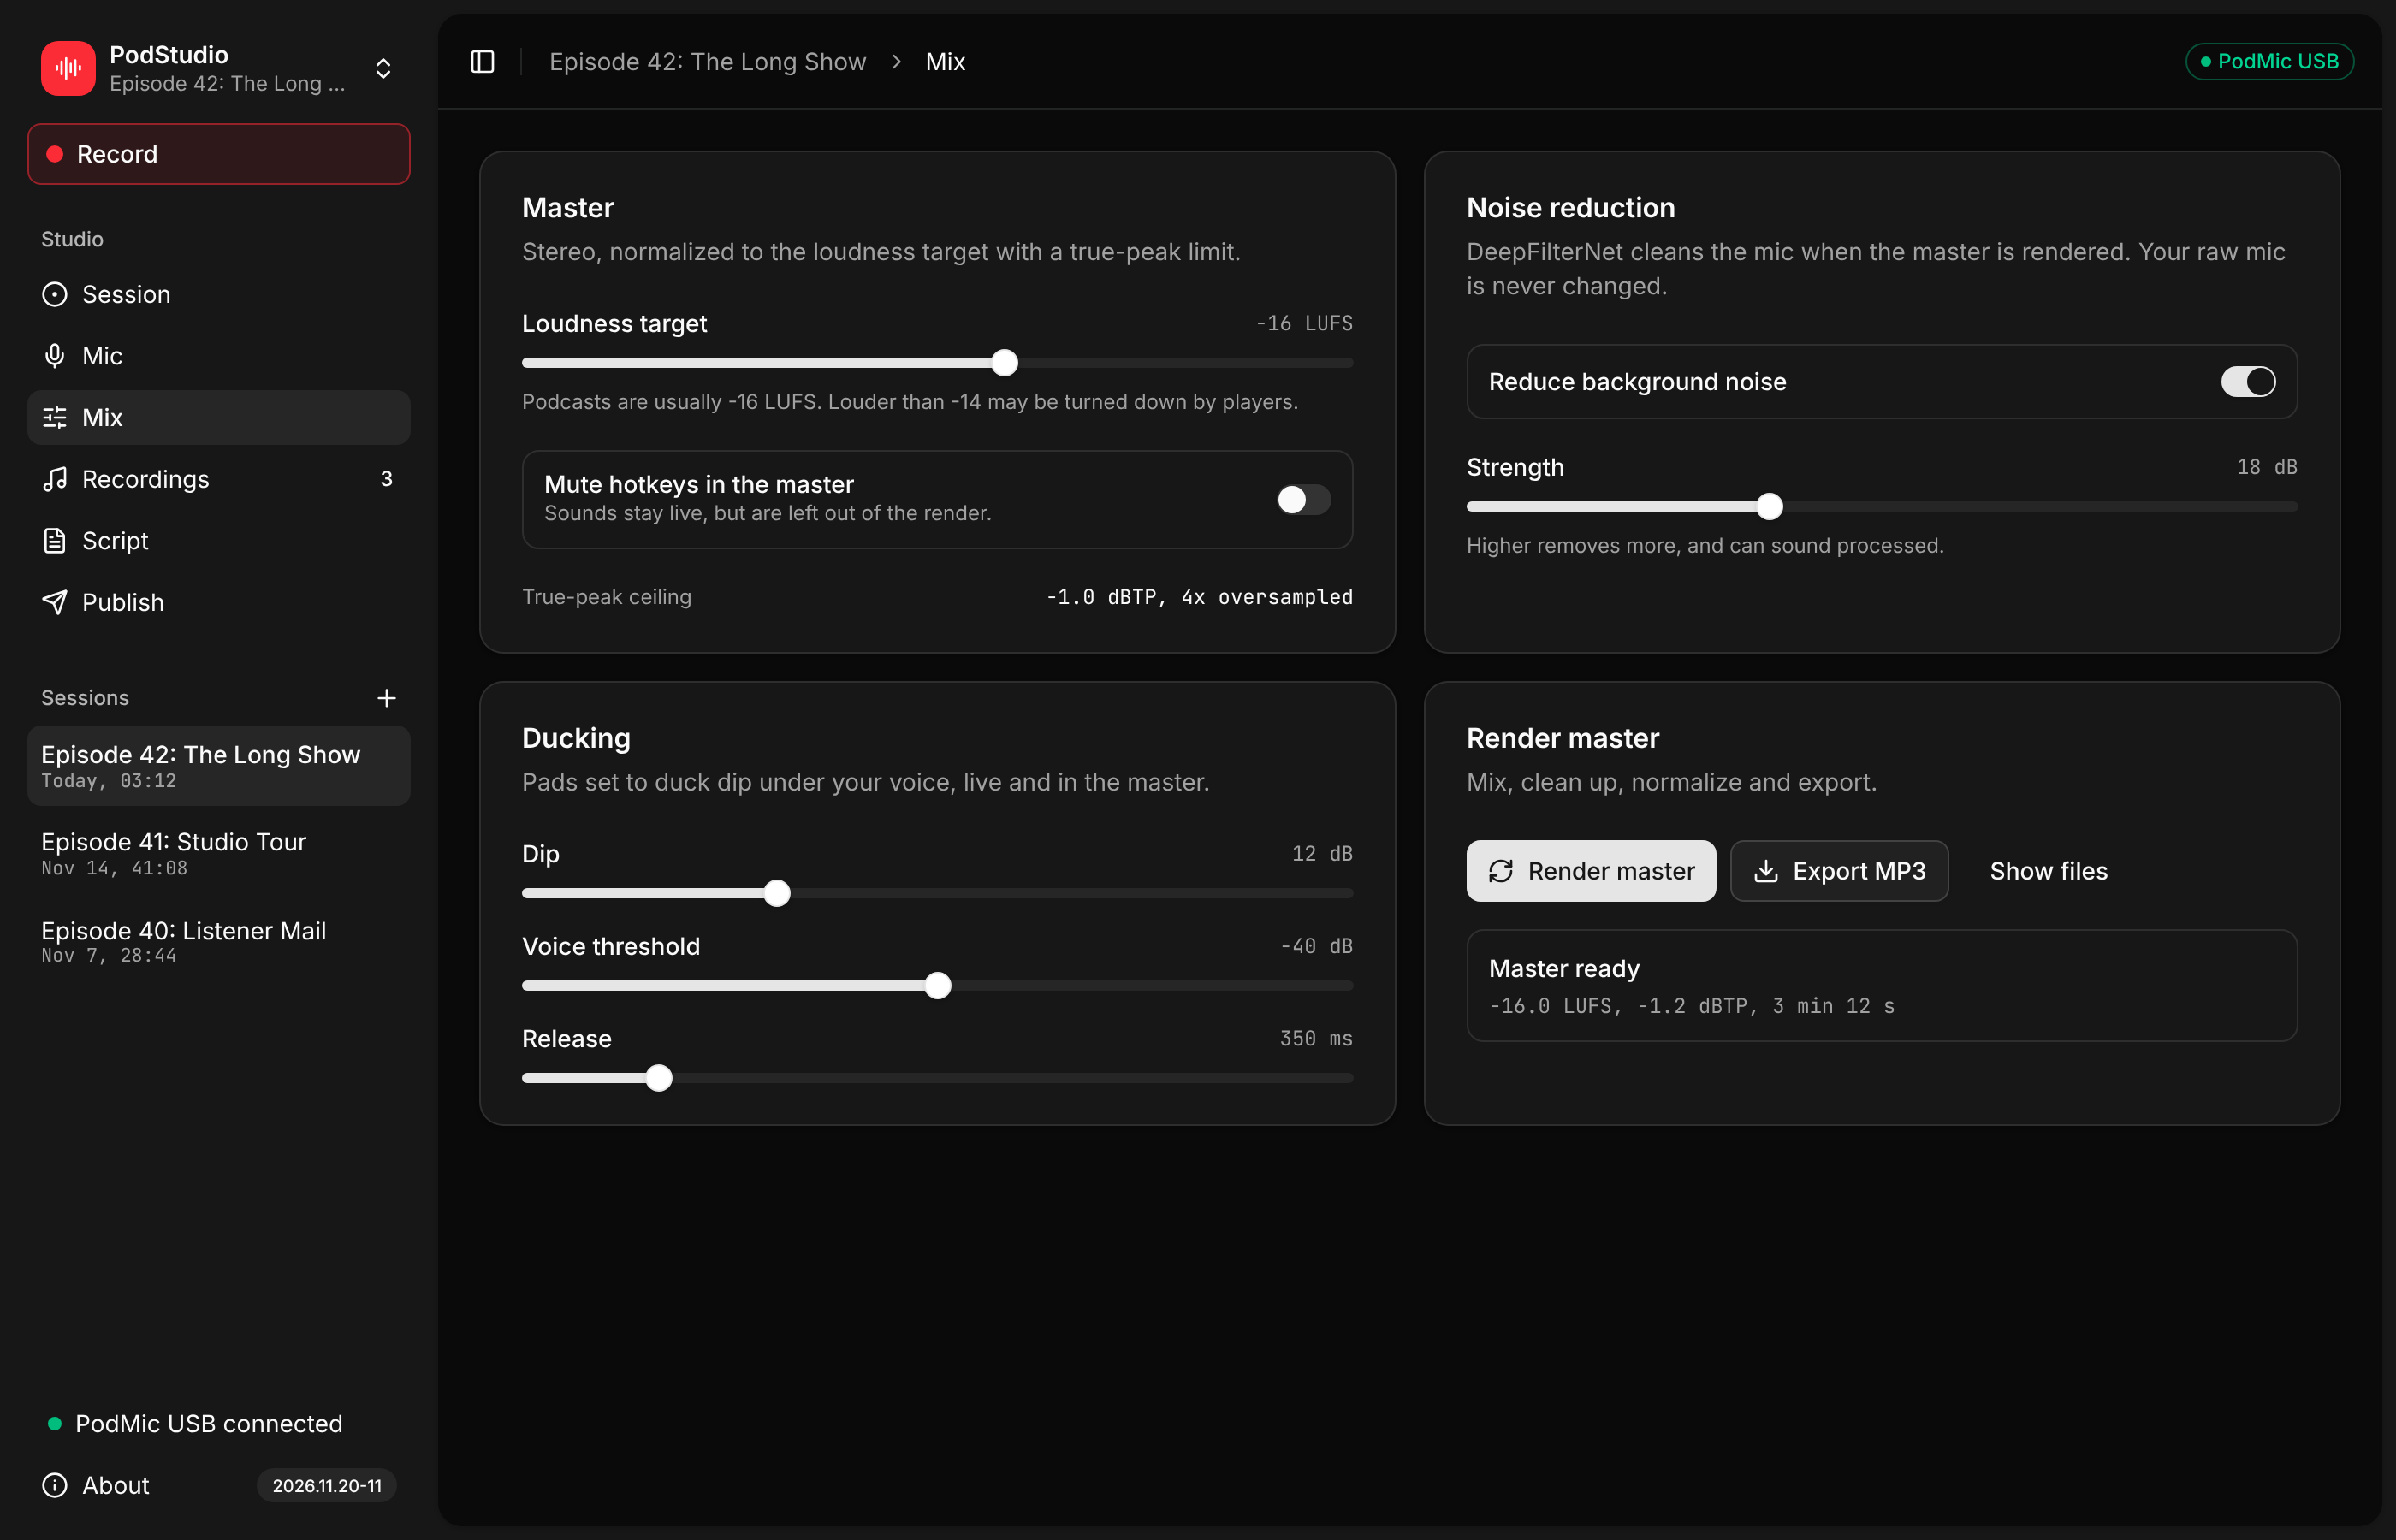 PodStudio
Episode 42: The Long ...
Record
Studio
Session
Mic
Mix
Recordings 3
Script
Publish
Sessions
Episode 42: The Long Show
Today, 03:12
Episode 41: Studio Tour
Nov 14, 41:08
Episode 40: Listener Mail
Nov 7, 28:44
PodMic USB connected
About 2026.11.20-11
Episode 42: The Long Show > Mix
PodMic USB
Master
Stereo, normalized to the loudness target with a true-peak limit.
Loudness target -16 LUFS
Podcasts are usually -16 LUFS. Louder than -14 may be turned down by players.
Mute hotkeys in the master
Sounds stay live, but are left out of the render.
True-peak ceiling -1.0 dBTP, 4x oversampled
Noise reduction
DeepFilterNet cleans the mic when the master is rendered. Your raw mic
is never changed.
Reduce background noise
Strength 18 dB
Higher removes more, and can sound processed.
Ducking
Pads set to duck dip under your voice, live and in the master.
Dip 12 dB
Voice threshold -40 dB
Release 350 ms
Render master
Mix, clean up, normalize and export.
Render master Export MP3 Show files
Master ready
-16.0 LUFS, -1.2 dBTP, 3 min 12 s